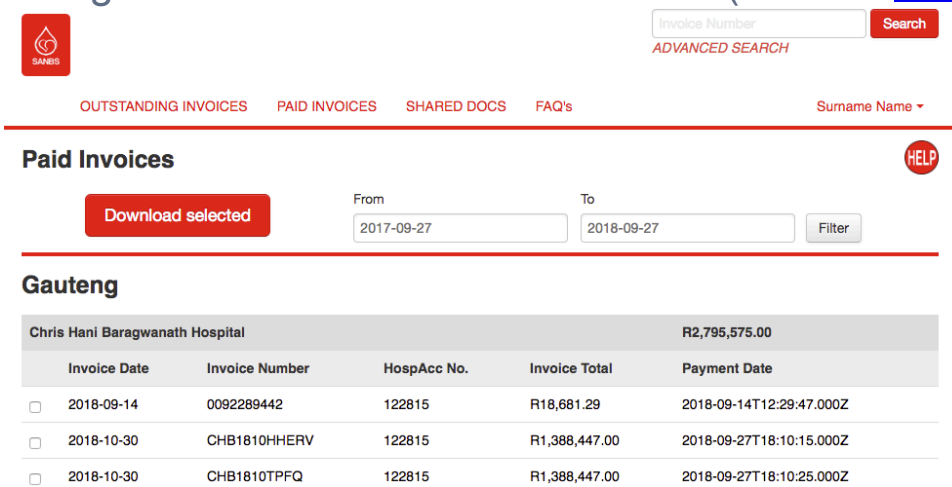 Invoice Number Search
SANBS
ADVANCED SEARCH
OUTSTANDING INVOICES PAID INVOICES SHARED DOCS FAQ's Surname Name
Paid Invoices HELP
From To
Download selected
2017-09-27 2018-09-27 Filter
Gauteng
Chris Hani Baragwanath Hospital R2,795,575.00
Invoice Date Invoice Number HospAcc No. Invoice Total Payment Date
2018-09-14 0092289442 122815 R18,681.29 2018-09-14T12:29:47.000Z
2018-10-30 CHB1810HHERV 122815 R1,388,447.00 2018-09-27T18:10:15.000Z
2018-10-30 CHB1810TPFQ 122815 R1,388,447.00 2018-09-27T18:10:25.000Z